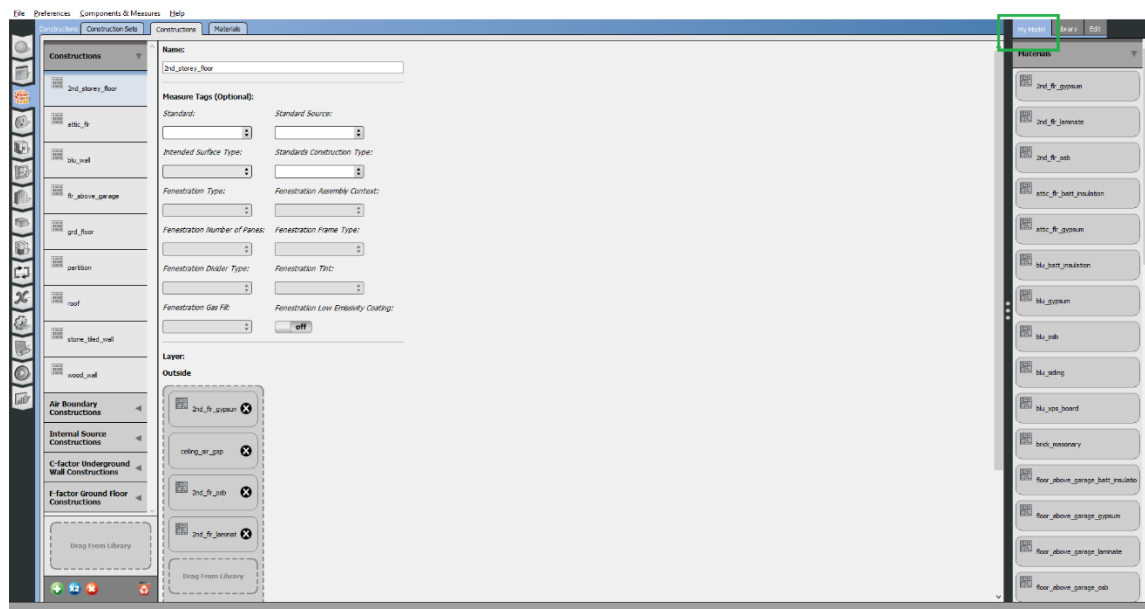 File Preferences Components & Measures Help
Constructions Construction Sets Constructions Materials
My Model Library Edit
Constructions
2nd_storey_floor
attic_flr
blu_wall
flr_above_garage
grd_floor
partition
roof
stone_tiled_wall
wood_wall
Air Boundary
Constructions
Internal Source
Constructions
C-factor Underground
Wall Constructions
F-factor Ground Floor
Constructions
Drag From Library
x2
Name:
2nd_storey_floor
Measure Tags (Optional):
Standard: Standard Source:
Intended Surface Type: Standards Construction Type:
Fenestration Type: Fenestration Assembly Context:
Fenestration Number of Panes: Fenestration Frame Type:
Fenestration Divider Type: Fenestration Tint:
Fenestration Gas Fill: Fenestration Low Emissivity Coating:
off
Layer:
Outside
2nd_flr_gypsum
ceiling_air_gap
2nd_flr_osb
2nd_flr_laminat
Drag From Library
Materials
2nd_flr_gypsum
2nd_flr_laminate
2nd_flr_osb
attic_flr_batt_insulation
attic_flr_gypsum
blu_batt_insulation
blu_gypsum
blu_osb
blu_siding
blu_xps_board
brick_masonary
floor_above_garage_batt_insulatio
floor_above_garage_gypsum
floor_above_garage_laminate
floor_above_garage_osb